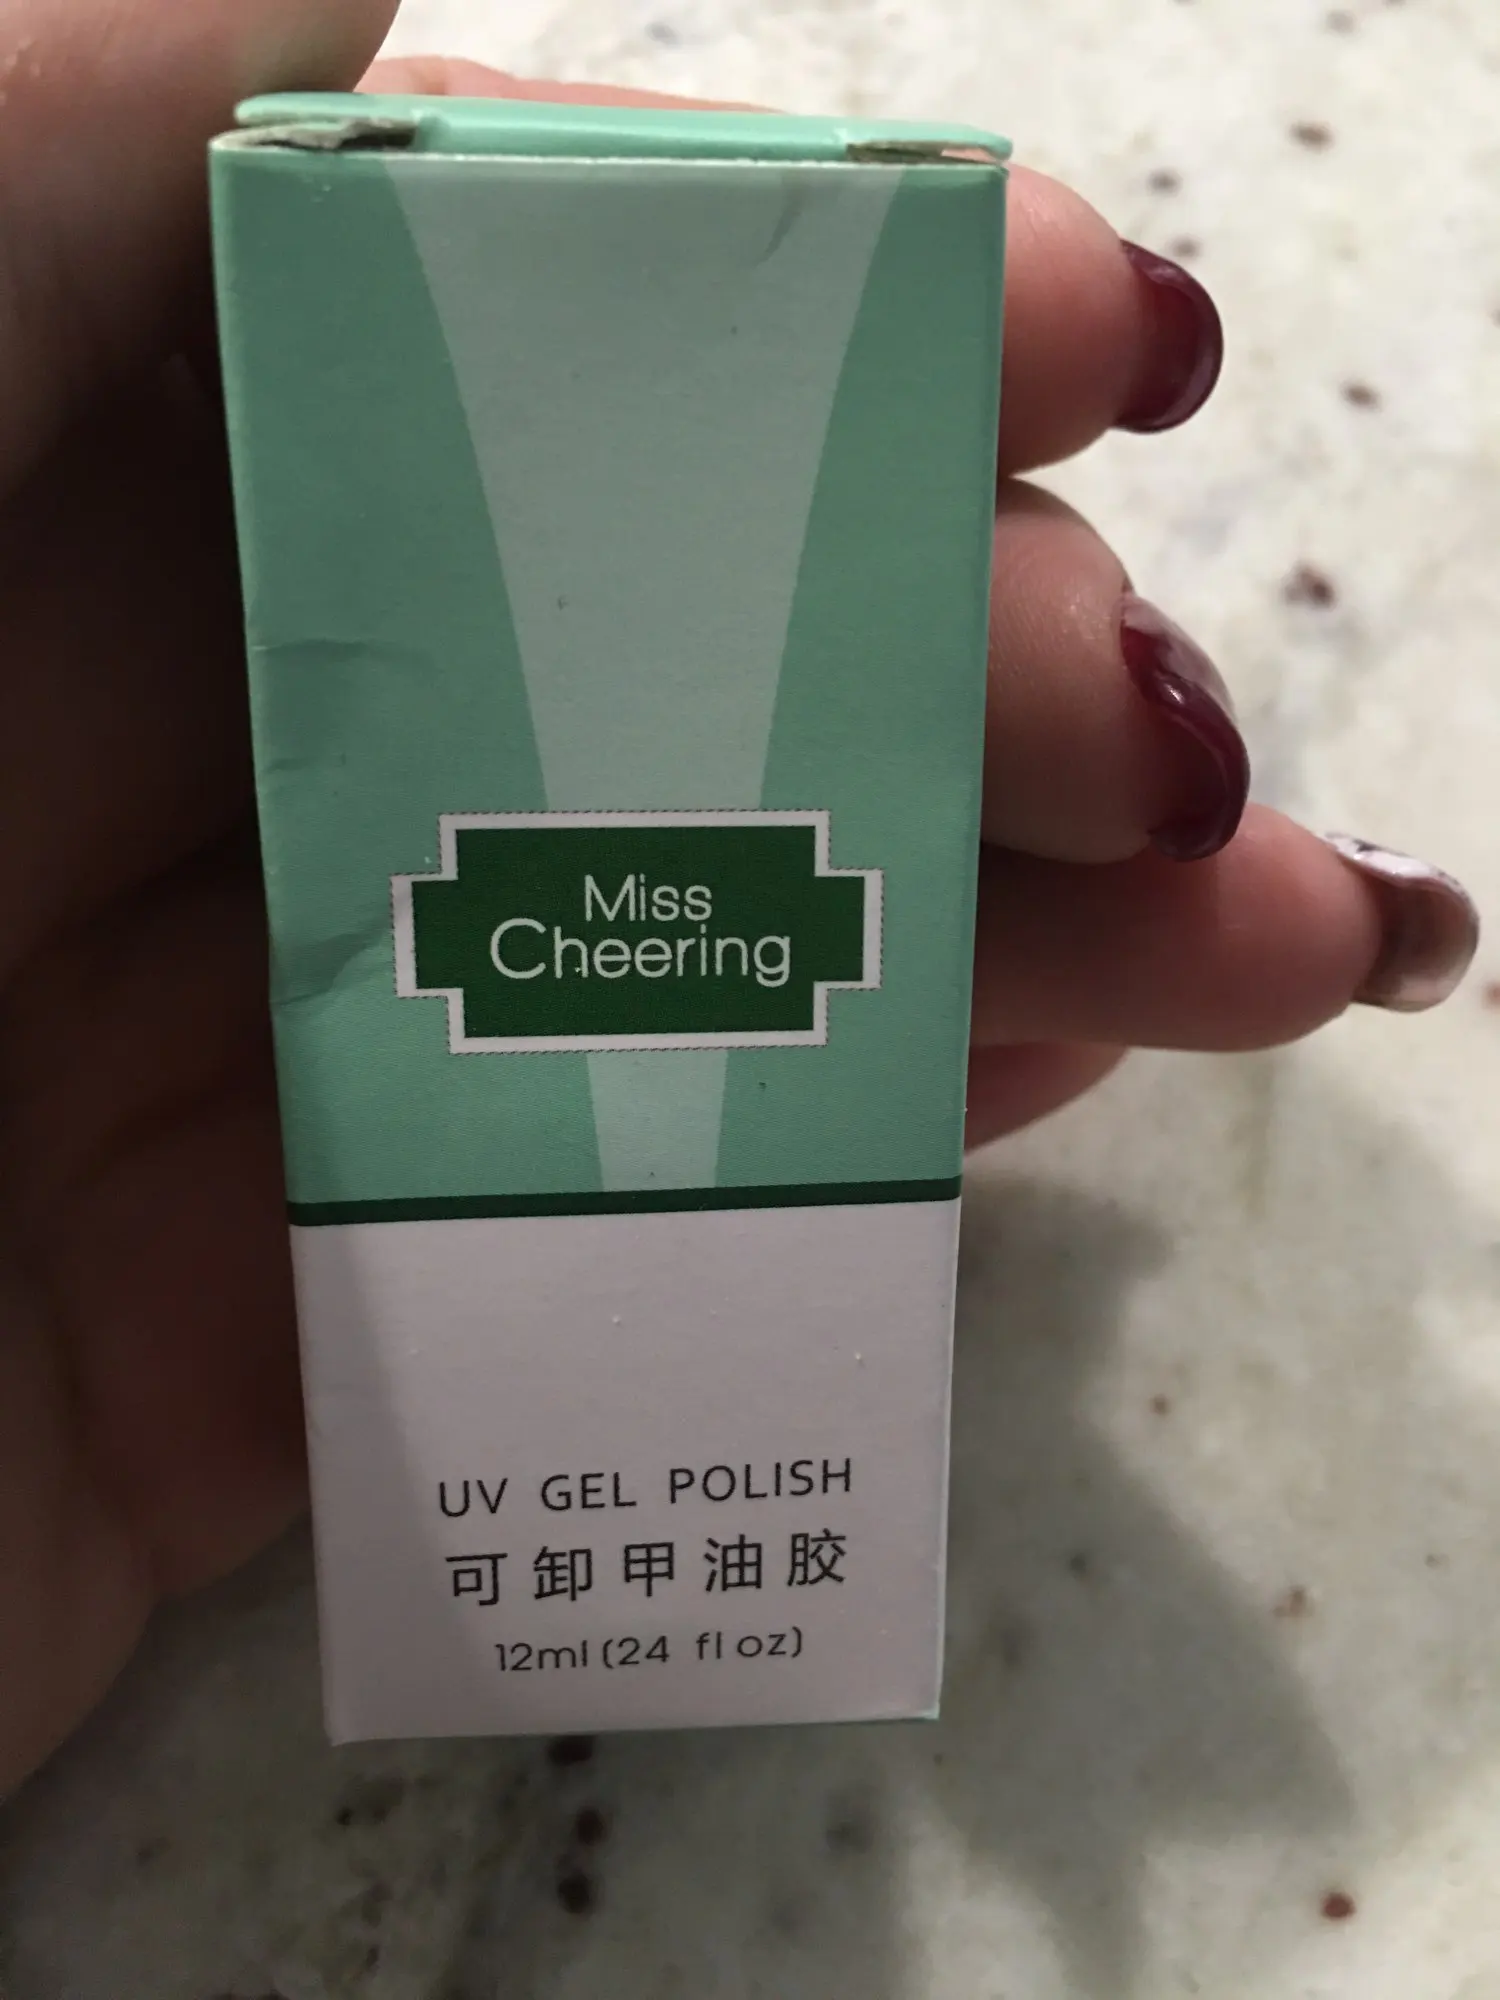 Miss
Cheering
UV GEL POLISH
可卸甲油胶
12ml (24 fl oz)